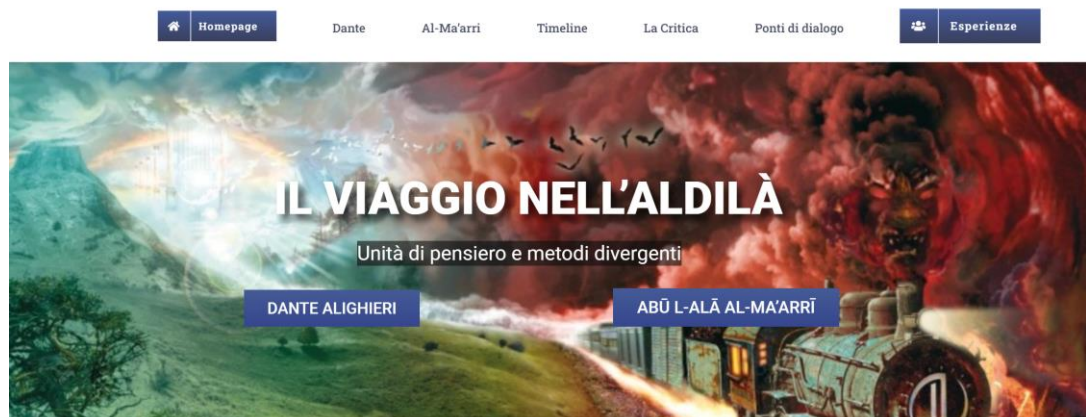 Homepage
Dante
Al-Ma'arri
Timeline
La Critica
Ponti di dialogo
Esperienze
IL VIAGGIO NELL'ALDILÀ
Unità di pensiero e metodi divergenti
DANTE ALIGHIERI
ABŪ L-ALĀ AL-MA'ARRĪ